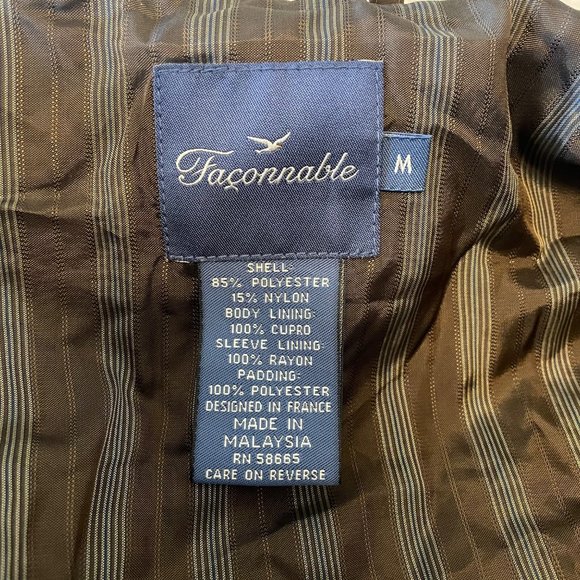 Façonnable
M
SHELL:
85% POLYESTER
15% NYLON
BODY LINING:
100% CUPRO
SLEEVE LINING:
100% RAYON
PADDING:
100% POLYESTER
DESIGNED IN FRANCE
MADE IN
MALAYSIA
RN 58665
CARE ON REVERSE